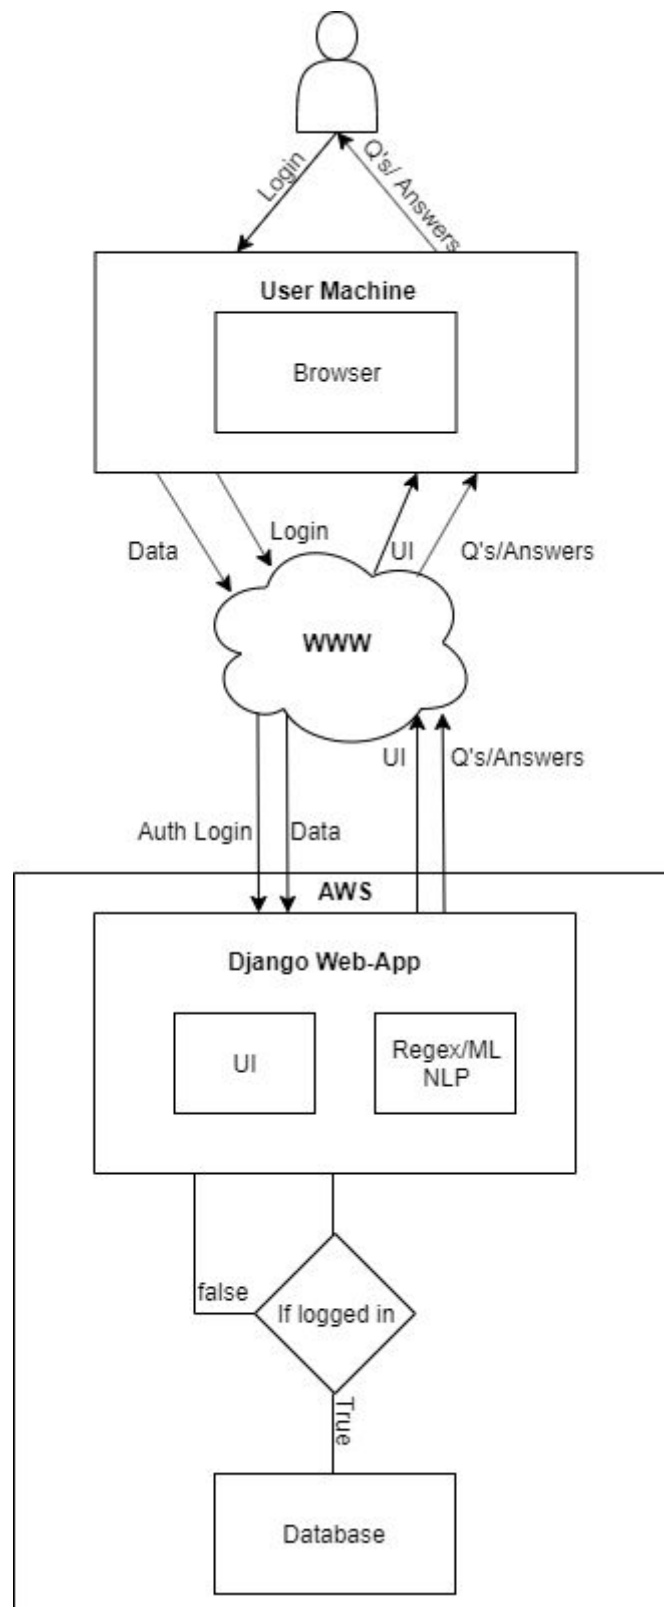 Login
Q's/ Answers
User Machine
Browser
Data
Login
UI
Q's/Answers
WWW
UI
Q's/Answers
Auth Login
Data
AWS
Django Web-App
UI
Regex/ML
NLP
false
If logged in
True
Database